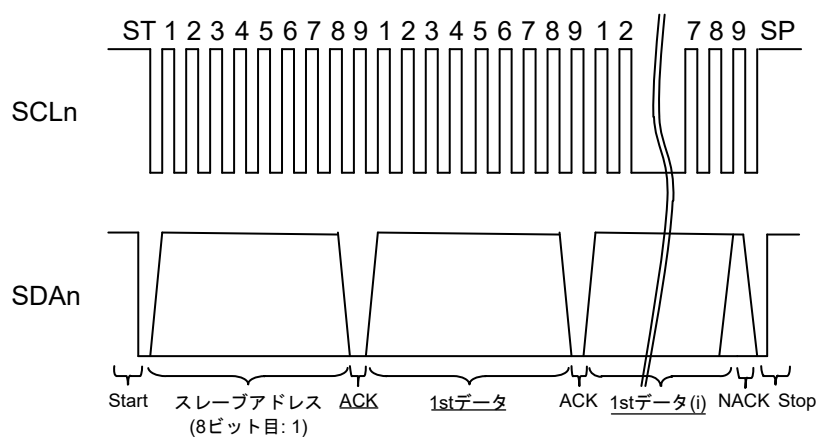 ST 1 2 3 4 5 6 7 8 9 1 2 3 4 5 6 7 8 9 1 2 7 8 9 SP
SCLn
SDAn
Start スレーブアドレス ACK 1stデータ ACK 1stデータ(i) NACK Stop
(8ビット目: 1)